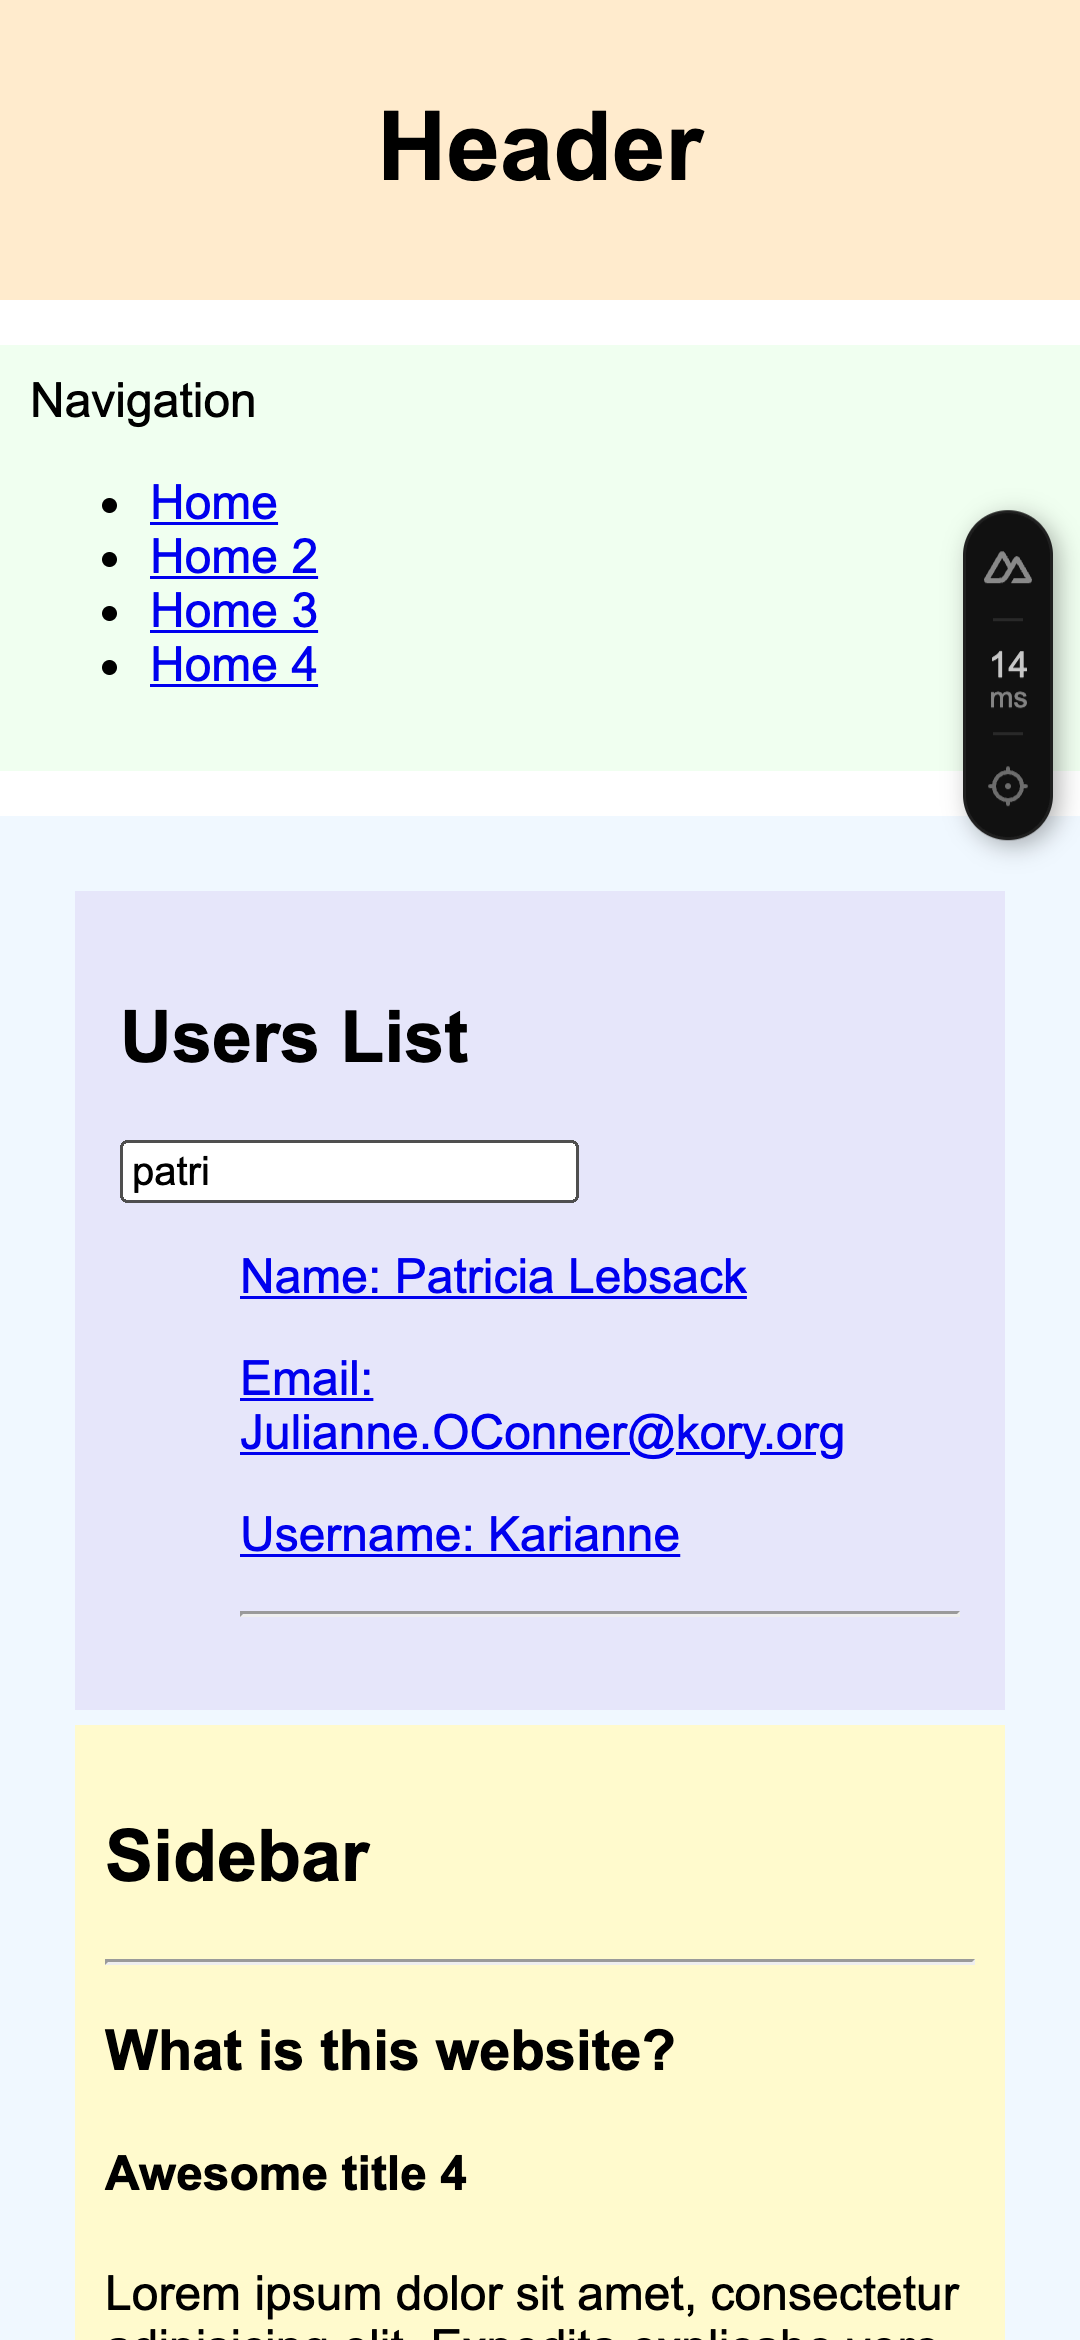 Header
Navigation
Home
Home 2
Home 3
Home 4
14
ms
Users List
patri
Name: Patricia Lebsack
Email:
Julianne.OConner@kory.org
Username: Karianne
Sidebar
What is this website?
Awesome title 4
Lorem ipsum dolor sit amet, consectetur